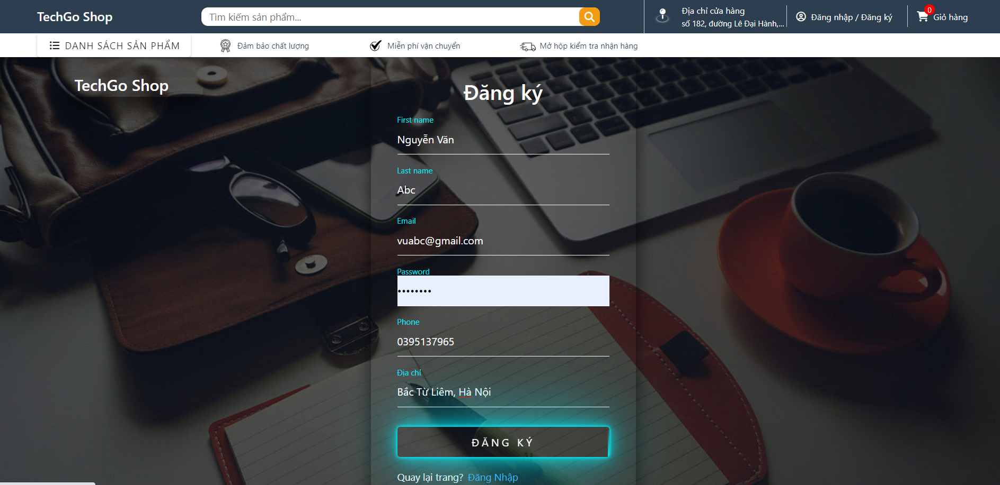 TechGo Shop
Tìm kiếm sản phẩm...
Địa chỉ cửa hàng
số 182, đường Lê Đại Hành,...
Đăng nhập / Đăng ký
0
Giỏ hàng
DANH SÁCH SẢN PHẨM
Đảm bảo chất lượng
Miễn phí vận chuyển
Mở hộp kiểm tra nhận hàng
TechGo Shop
Đăng ký
First name
Nguyễn Văn
Last name
Abc
Email
vuabc@gmail.com
Password
••••••••
Phone
0395137965
Địa chỉ
Bắc Từ Liêm, Hà Nội
ĐĂNG KÝ
Quay lại trang? Đăng Nhập